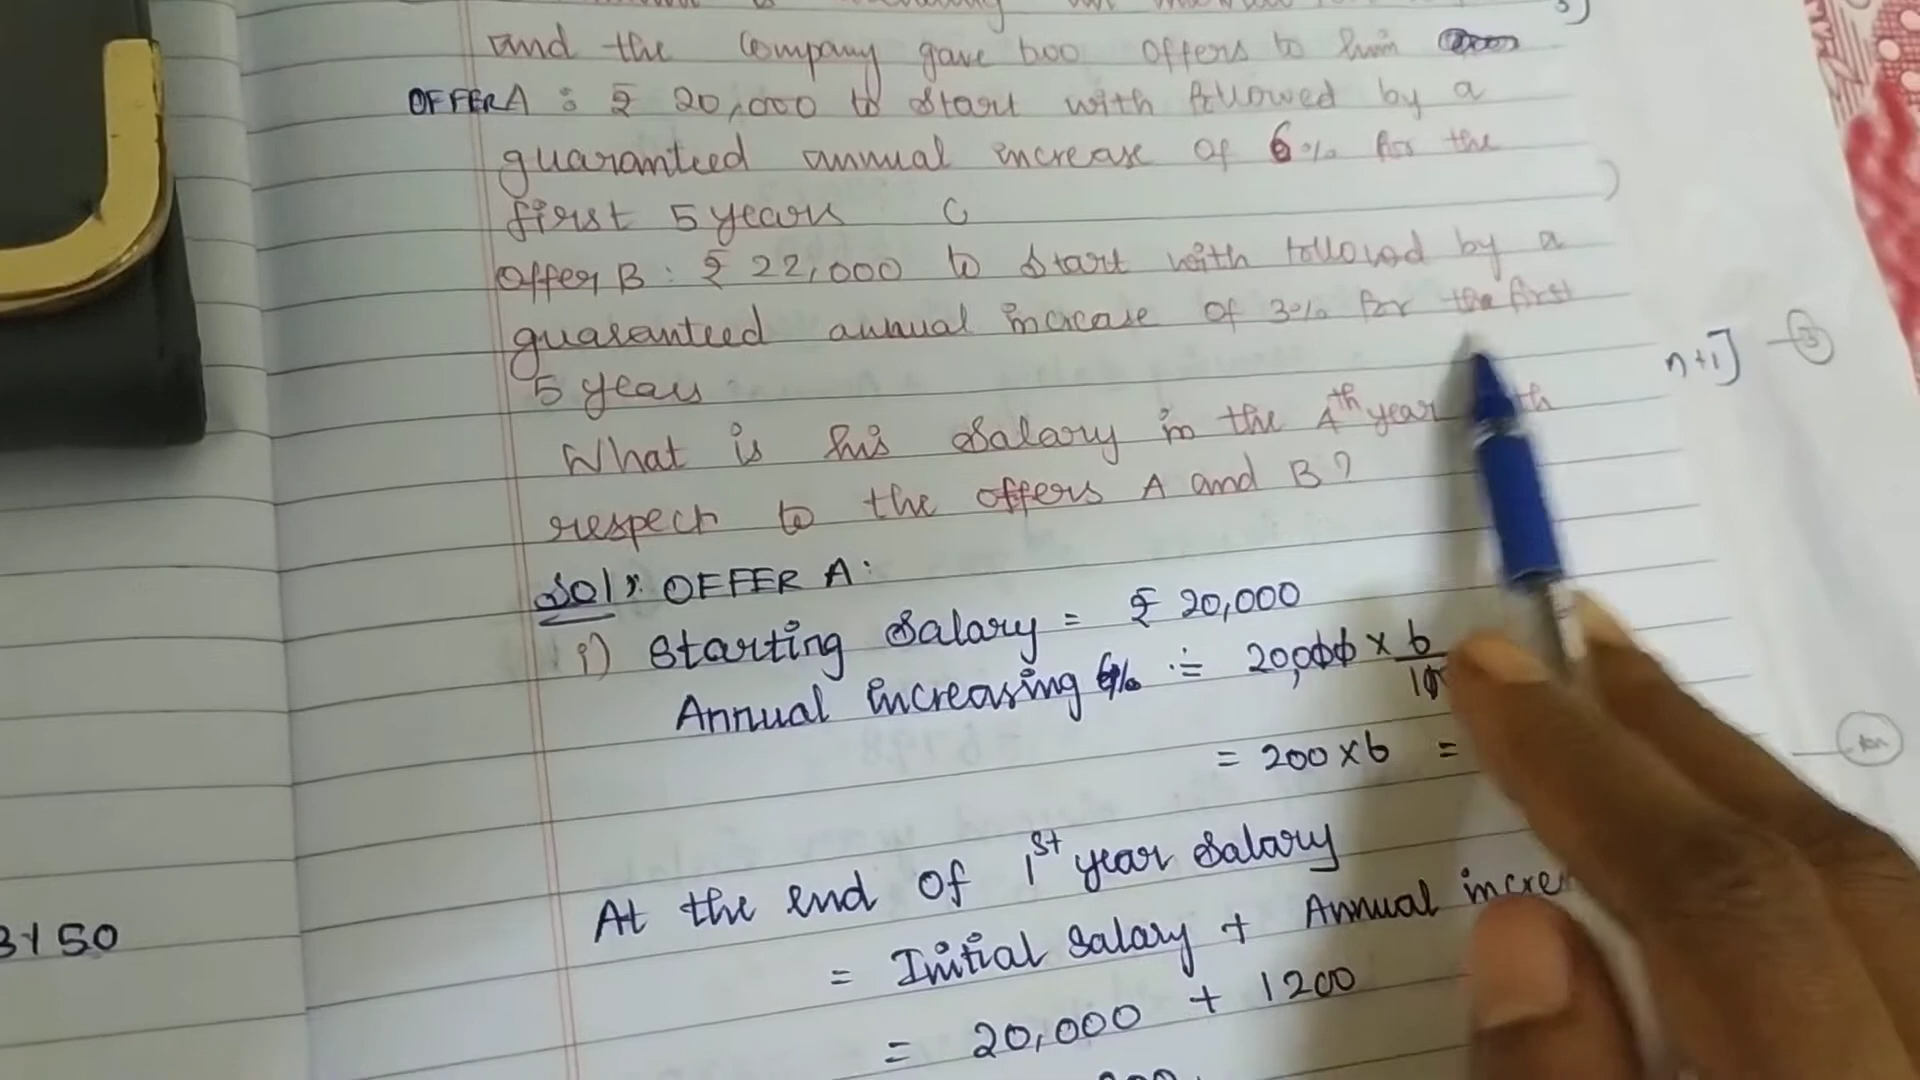 and the Company gave two offers to him
OFFER A : ₹ 20,000 to start with followed by a
guaranteed annual increase of 6% for the
first 5 years
Offer B : ₹ 22,000 to start with followed by a
guaranteed annual increase of 3% for the first
5 years
n+1] — 3
What is his salary in the 4th year with
respect to the offers A and B?
Sol: OFFER A:
i) Starting salary = ₹ 20,000
Annual increasing 6% = 20,000 × 6/10
= 200 × 6 =
At the end of 1st year salary
= Initial salary + Annual incre
= 20,000 + 1200
3150